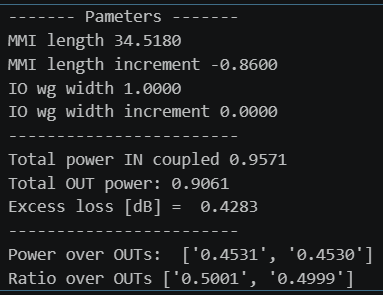 ------- Pameters -------
MMI length 34.5180
MMI length increment -0.8600
IO wg width 1.0000
IO wg width increment 0.0000
------------------------
Total power IN coupled 0.9571
Total OUT power: 0.9061
Excess loss [dB] =  0.4283
------------------------
Power over OUTs:  ['0.4531', '0.4530']
Ratio over OUTs ['0.5001', '0.4999']